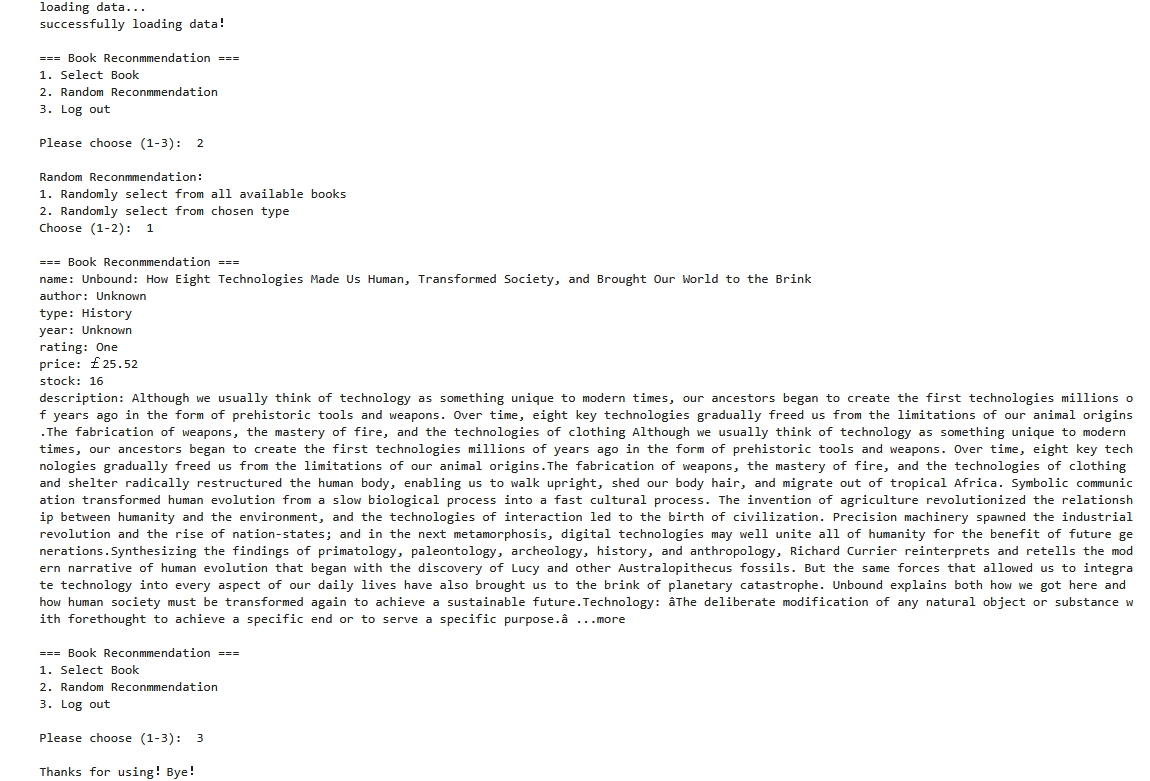 loading data...
successfully loading data!
=== Book Reconmmendation ===
1. Select Book
2. Random Reconmmendation
3. Log out
Please choose (1-3):  2
Random Reconmmendation:
1. Randomly select from all available books
2. Randomly select from chosen type
Choose (1-2):  1
=== Book Reconmmendation ===
name: Unbound: How Eight Technologies Made Us Human, Transformed Society, and Brought Our World to the Brink
author: Unknown
type: History
year: Unknown
rating: One
price: £25.52
stock: 16
description: Although we usually think of technology as something unique to modern times, our ancestors began to create the first technologies millions o
f years ago in the form of prehistoric tools and weapons. Over time, eight key technologies gradually freed us from the limitations of our animal origins
.The fabrication of weapons, the mastery of fire, and the technologies of clothing Although we usually think of technology as something unique to modern
times, our ancestors began to create the first technologies millions of years ago in the form of prehistoric tools and weapons. Over time, eight key tech
nologies gradually freed us from the limitations of our animal origins.The fabrication of weapons, the mastery of fire, and the technologies of clothing
and shelter radically restructured the human body, enabling us to walk upright, shed our body hair, and migrate out of tropical Africa. Symbolic communic
ation transformed human evolution from a slow biological process into a fast cultural process. The invention of agriculture revolutionized the relationsh
ip between humanity and the environment, and the technologies of interaction led to the birth of civilization. Precision machinery spawned the industrial
revolution and the rise of nation-states; and in the next metamorphosis, digital technologies may well unite all of humanity for the benefit of future ge
nerations.Synthesizing the findings of primatology, paleontology, archeology, history, and anthropology, Richard Currier reinterprets and retells the mod
ern narrative of human evolution that began with the discovery of Lucy and other Australopithecus fossils. But the same forces that allowed us to integra
te technology into every aspect of our daily lives have also brought us to the brink of planetary catastrophe. Unbound explains both how we got here and
how human society must be transformed again to achieve a sustainable future.Technology: âThe deliberate modification of any natural object or substance w
ith forethought to achieve a specific end or to serve a specific purpose.â ...more
=== Book Reconmmendation ===
1. Select Book
2. Random Reconmmendation
3. Log out
Please choose (1-3):  3
Thanks for using! Bye!